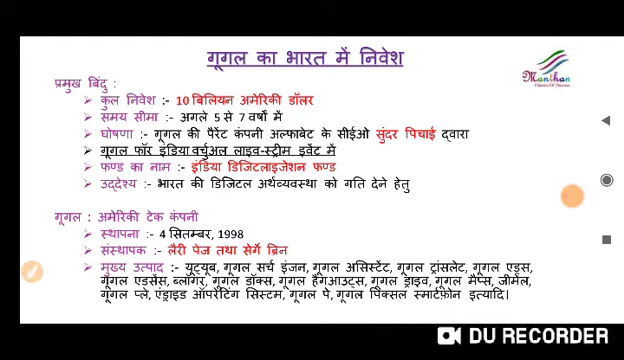 गूगल का भारत में निवेश
Manthan
प्रमुख बिंदु :
➢ कुल निवेश :- 10 बिलियन अमेरिकी डॉलर
➢ समय सीमा :- अगले 5 से 7 वर्षो में
➢ घोषणा :- गूगल की पैरेंट कंपनी अल्फाबेट के सीईओ सुंदर पिचाई द्वारा
➢ गूगल फॉर इंडिया वर्चुअल लाइव-स्ट्रीम इवेंट में
➢ फण्ड का नाम :- इंडिया डिजिटलाइजेशन फण्ड
➢ उद्देश्य :- भारत की डिजिटल अर्थव्यवस्था को गति देने हेतु
गूगल : अमेरिकी टेक कंपनी
➢ स्थापना :- 4 सितम्बर, 1998
➢ संस्थापक :- लैरी पेज तथा सेर्गे ब्रिन
➢ मुख्य उत्पाद :- यूट्यूब, गूगल सर्च इंजन, गूगल असिस्टेंट, गूगल ट्रांसलेट, गूगल एड्स,
गूगल एडसेंस, ब्लॉगर, गूगल डॉक्स, गूगल हैंगआउट्स, गूगल ड्राइव, गूगल मैप्स, जीमेल,
गूगल प्ले, एंड्राइड ऑपरेटिंग सिस्टम, गूगल पे, गूगल पिक्सल स्मार्टफ़ोन इत्यादि।
DU RECORDER